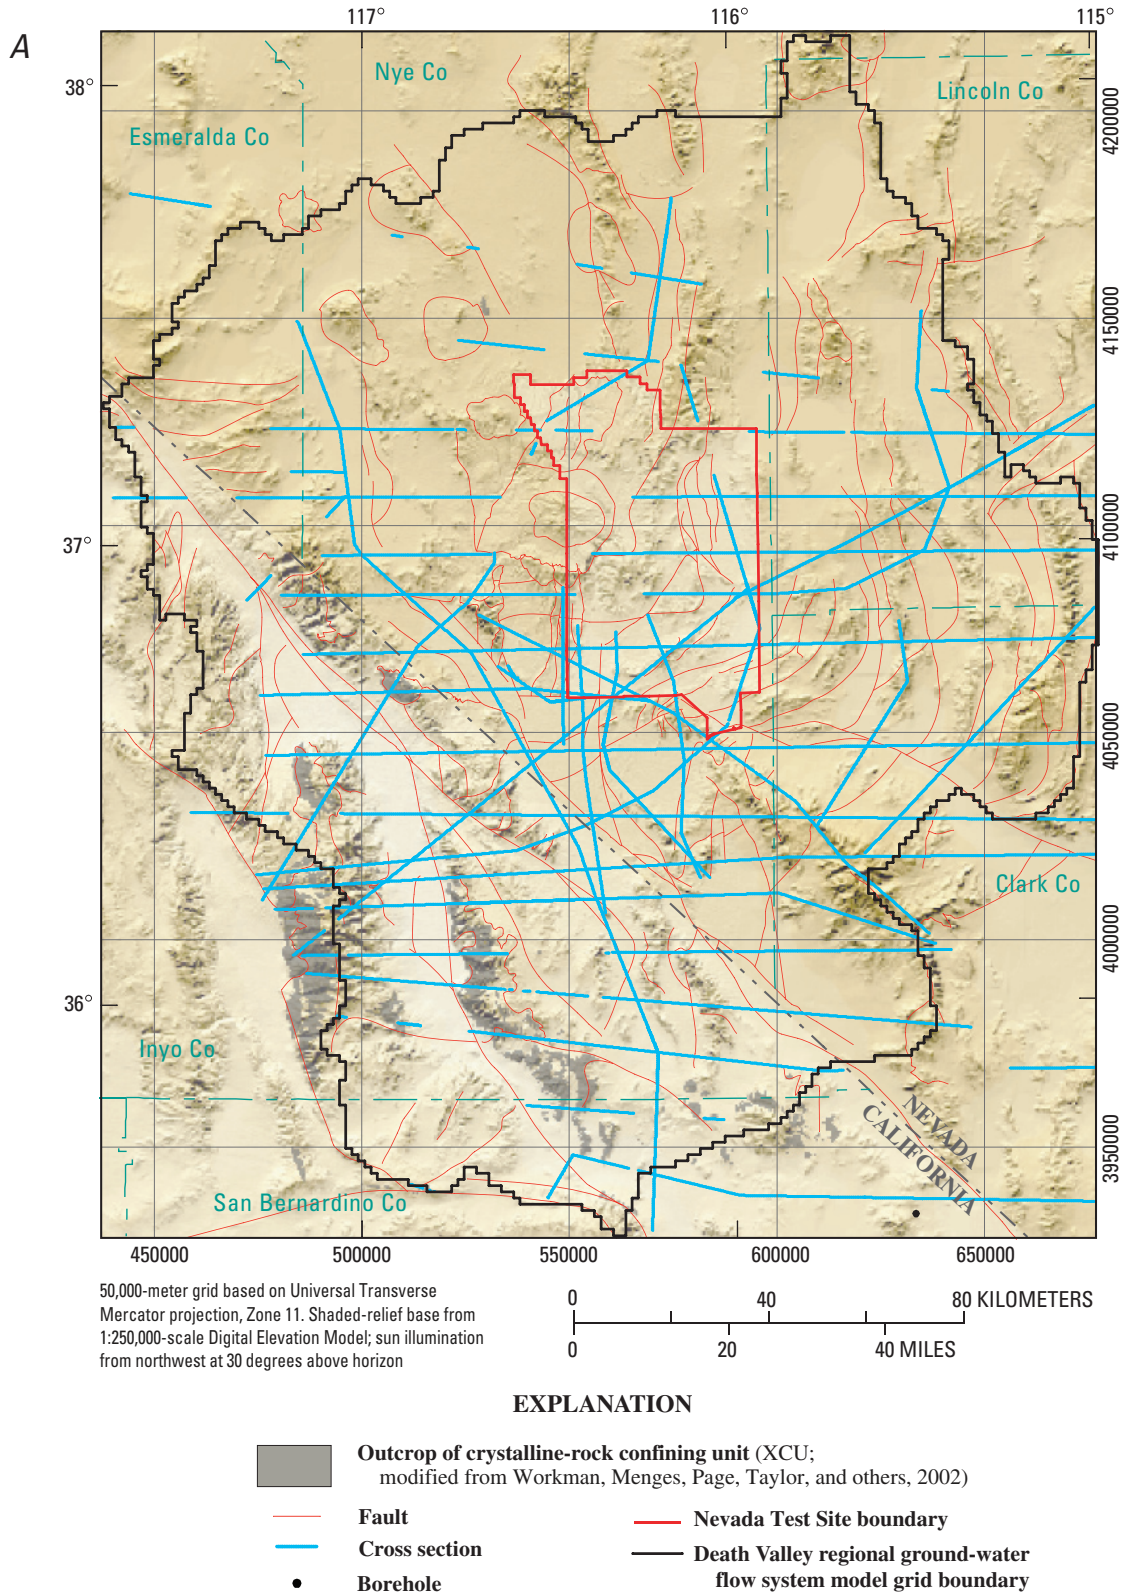 A
117°
116°
115°
38°
37°
36°
Nye Co
Lincoln Co
Esmeralda Co
Clark Co
Inyo Co
San Bernardino Co
NEVADA
CALIFORNIA
4200000
4150000
4100000
4050000
4000000
3950000
450000
500000
550000
600000
650000
50,000-meter grid based on Universal Transverse
Mercator projection, Zone 11. Shaded-relief base from
1:250,000-scale Digital Elevation Model; sun illumination
from northwest at 30 degrees above horizon
0 40 80 KILOMETERS
0 20 40 MILES
EXPLANATION
Outcrop of crystalline-rock confining unit (XCU;
modified from Workman, Menges, Page, Taylor, and others, 2002)
Fault
Cross section
Borehole
Nevada Test Site boundary
Death Valley regional ground-water
flow system model grid boundary